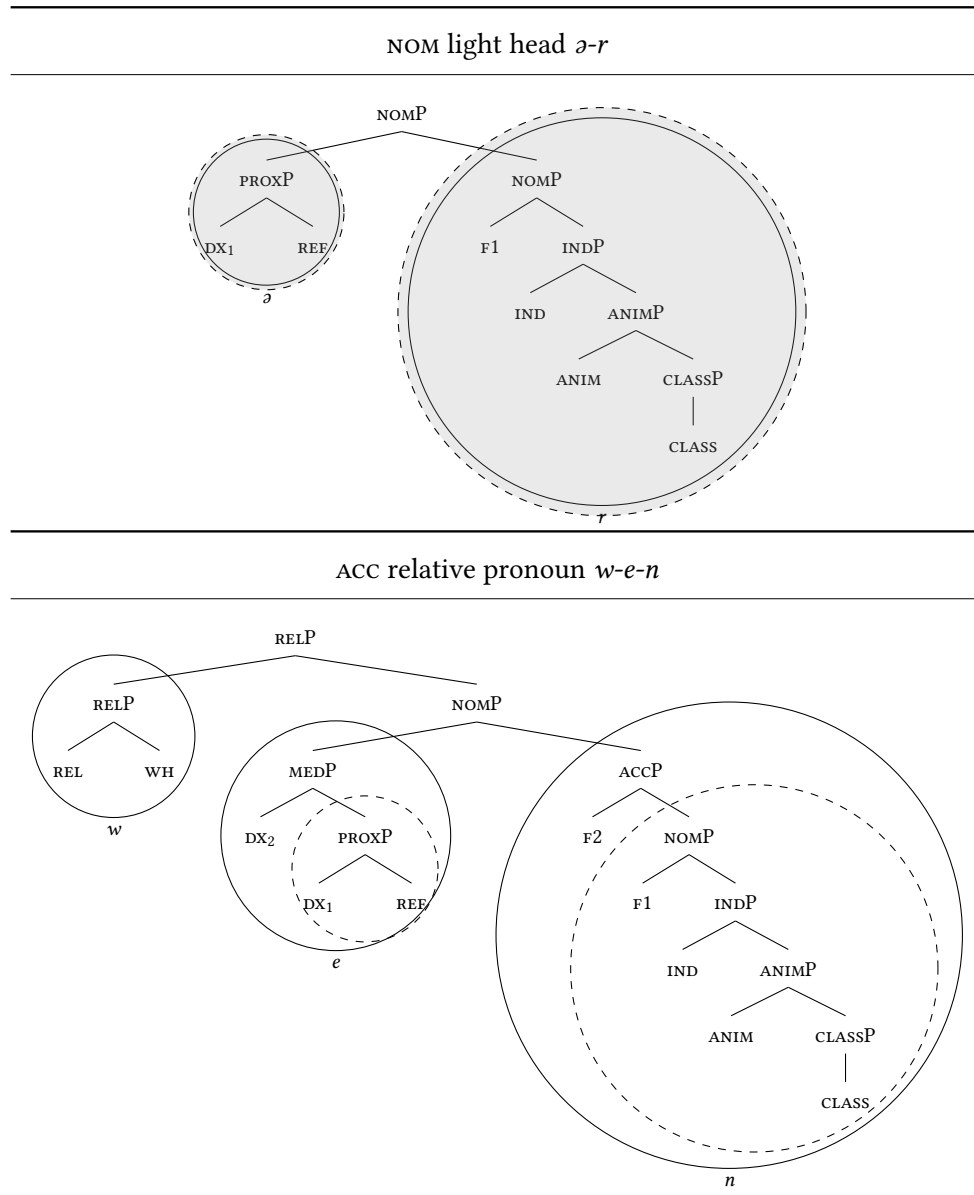 NOM light head ə-r
NOMP
PROXP NOMP
DX1 REF F1 INDP
ə
IND ANIMP
ANIM CLASSP
CLASS
r
ACC relative pronoun w-e-n
RELP
RELP NOMP
REL WH MEDP ACCP
w
DX2 PROXP F2 NOMP
DX1 REF F1 INDP
e
IND ANIMP
ANIM CLASSP
CLASS
n